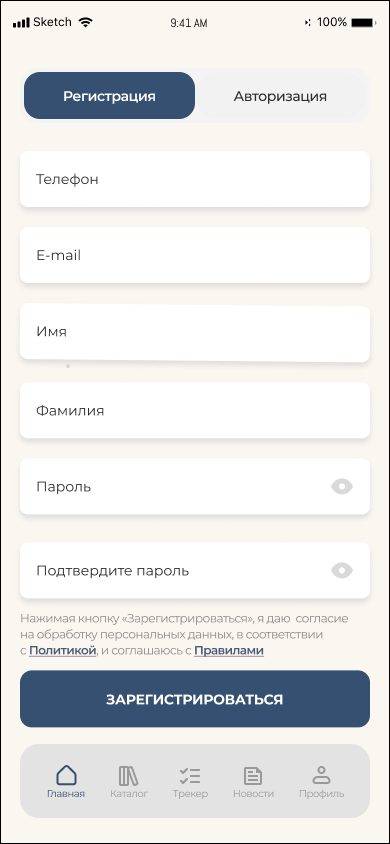 Sketch 9:41 AM 100%
Регистрация Авторизация
Телефон
E-mail
Имя
Фамилия
Пароль
Подтвердите пароль
Нажимая кнопку «Зарегистрироваться», я даю согласие
на обработку персональных данных, в соответствии
с Политикой, и соглашаюсь с Правилами
ЗАРЕГИСТРИРОВАТЬСЯ
Главная Каталог Трекер Новости Профиль